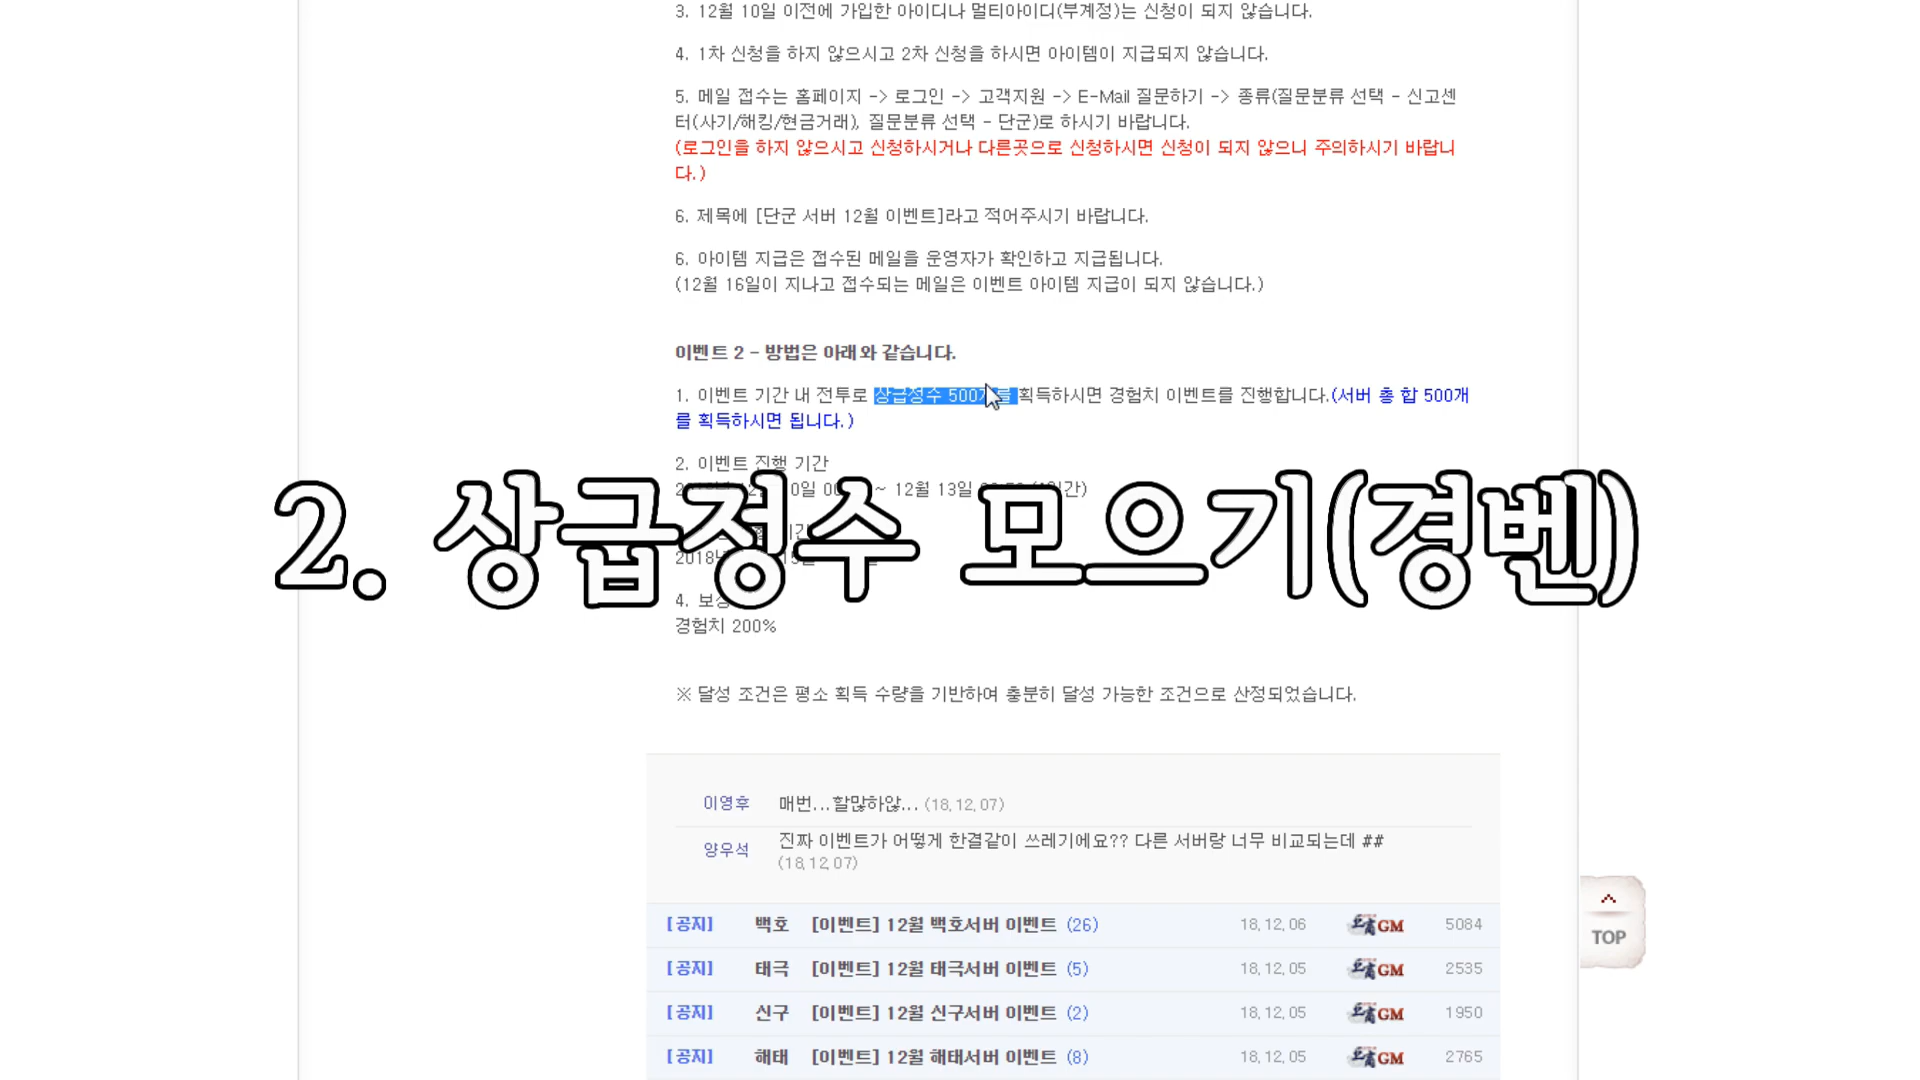 3. 12월 10일 이전에 가입한 아이디나 멀티아이디(부계정)는 신청이 되지 않습니다.
4. 1차 신청을 하지 않으시고 2차 신청을 하시면 아이템이 지급되지 않습니다.
5. 메일 접수는 홈페이지 -> 로그인 -> 고객지원 -> E-Mail 질문하기 -> 종류(질문분류 선택 - 신고센
터(사기/해킹/현금거래), 질문분류 선택 - 단군)로 하시기 바랍니다.
(로그인을 하지 않으시고 신청하시거나 다른곳으로 신청하시면 신청이 되지 않으니 주의하시기 바랍니
다.)
6. 제목에 [단군 서버 12월 이벤트]라고 적어주시기 바랍니다.
6. 아이템 지급은 접수된 메일을 운영자가 확인하고 지급됩니다.
(12월 16일이 지나고 접수되는 메일은 이벤트 아이템 지급이 되지 않습니다.)
이벤트 2 - 방법은 아래와 같습니다.
1. 이벤트 기간 내 전투로 상급정수 500개를 획득하시면 경험치 이벤트를 진행합니다.(서버 총 합 500개
를 획득하시면 됩니다.)
2. 이벤트 진행 기간
~ 12월 13일
2. 상급정수 모으기(경벤)
4. 보상
경험치 200%
※ 달성 조건은 평소 획득 수량을 기반하여 충분히 달성 가능한 조건으로 산정되었습니다.
이영후 매번...할많하않... (18.12.07)
양우석 진짜 이벤트가 어떻게 한결같이 쓰레기에요?? 다른 서버랑 너무 비교되는데 ##
(18.12.07)
[공지] 백호 [이벤트] 12월 백호서버 이벤트 (26) 18.12.06 GM 5084
[공지] 태극 [이벤트] 12월 태극서버 이벤트 (5) 18.12.05 GM 2535
[공지] 신구 [이벤트] 12월 신구서버 이벤트 (2) 18.12.05 GM 1950
[공지] 해태 [이벤트] 12월 해태서버 이벤트 (8) 18.12.05 GM 2765
TOP